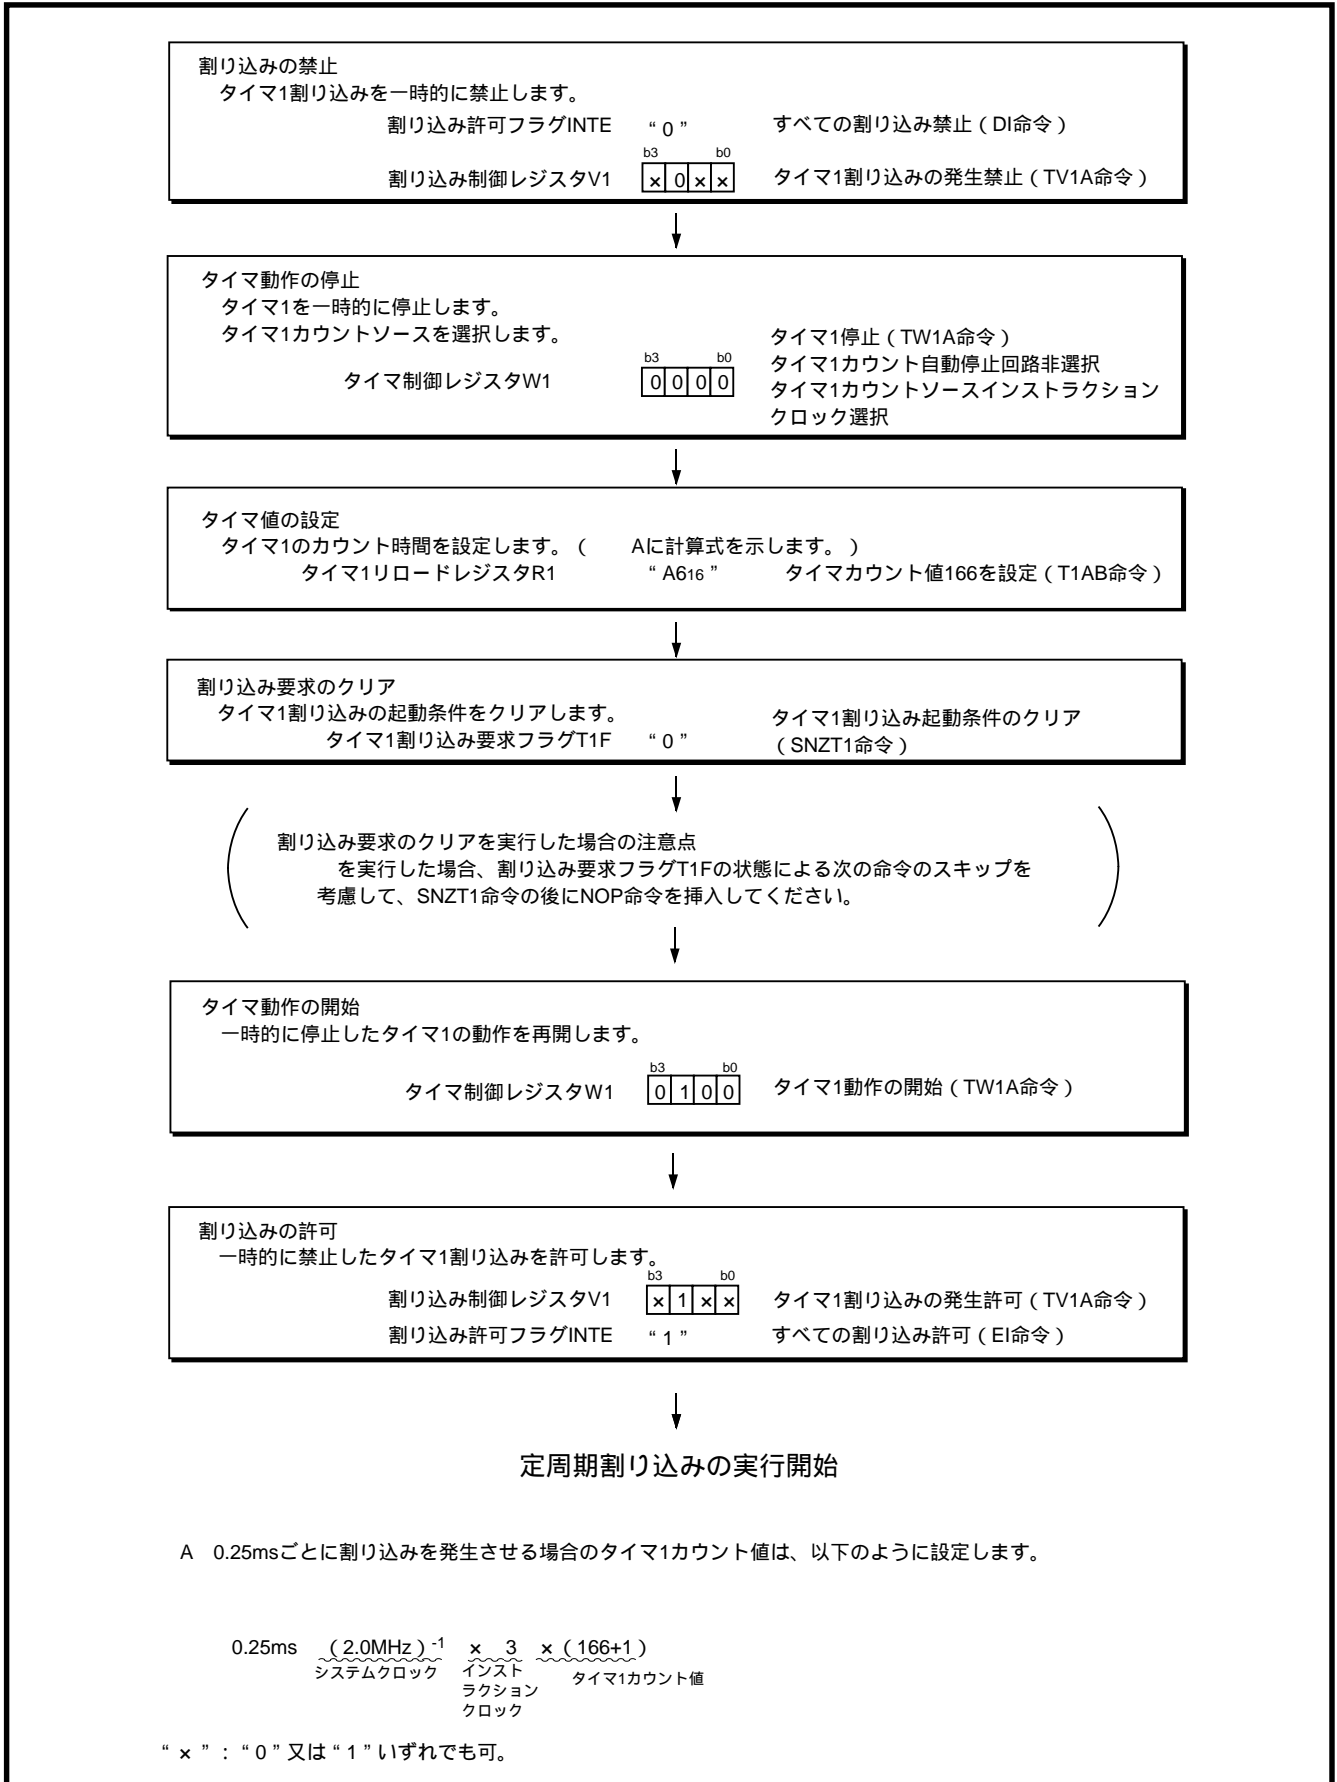 割り込みの禁止
タイマ1割り込みを一時的に禁止します。
割り込み許可フラグINTE “ 0 ” すべての割り込み禁止 ( DI命令 )
b3 b0
割り込み制御レジスタV1 × 0 × × タイマ1割り込みの発生禁止 ( TV1A命令 )
タイマ動作の停止
タイマ1を一時的に停止します。
タイマ1カウントソースを選択します。
タイマ1停止 ( TW1A命令 )
b3 b0
タイマ1カウント自動停止回路非選択
タイマ制御レジスタW1 0 0 0 0
タイマ1カウントソースインストラクション
クロック選択
タイマ値の設定
タイマ1のカウント時間を設定します。 ( Aに計算式を示します。 )
タイマ1リロードレジスタR1 “ A616 ” タイマカウント値166を設定 ( T1AB命令 )
割り込み要求のクリア
タイマ1割り込みの起動条件をクリアします。
タイマ1割り込み要求フラグT1F “ 0 ” タイマ1割り込み起動条件のクリア
( SNZT1命令 )
割り込み要求のクリアを実行した場合の注意点
を実行した場合、割り込み要求フラグT1Fの状態による次の命令のスキップを
考慮して、SNZT1命令の後にNOP命令を挿入してください。
タイマ動作の開始
一時的に停止したタイマ1の動作を再開します。
b3 b0
タイマ制御レジスタW1 0 1 0 0 タイマ1動作の開始 ( TW1A命令 )
割り込みの許可
一時的に禁止したタイマ1割り込みを許可します。
b3 b0
割り込み制御レジスタV1 × 1 × × タイマ1割り込みの発生許可 ( TV1A命令 )
割り込み許可フラグINTE “ 1 ” すべての割り込み許可 ( EI命令 )
定周期割り込みの実行開始
A 0.25msごとに割り込みを発生させる場合のタイマ1カウント値は、以下のように設定します。
0.25ms ( 2.0MHz ) -1 × 3 × ( 166+1 )
システムクロック インスト タイマ1カウント値
ラクション
クロック
“ × ” : “ 0 ” 又は “ 1 ” いずれでも可。